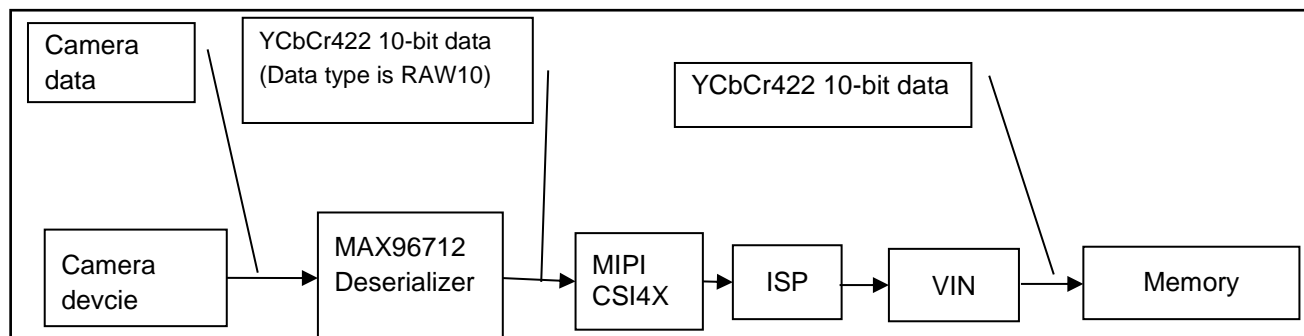 Camera
data
YCbCr422 10-bit data
(Data type is RAW10)
YCbCr422 10-bit data
Camera
devcie
MAX96712
Deserializer
MIPI
CSI4X
ISP
VIN
Memory